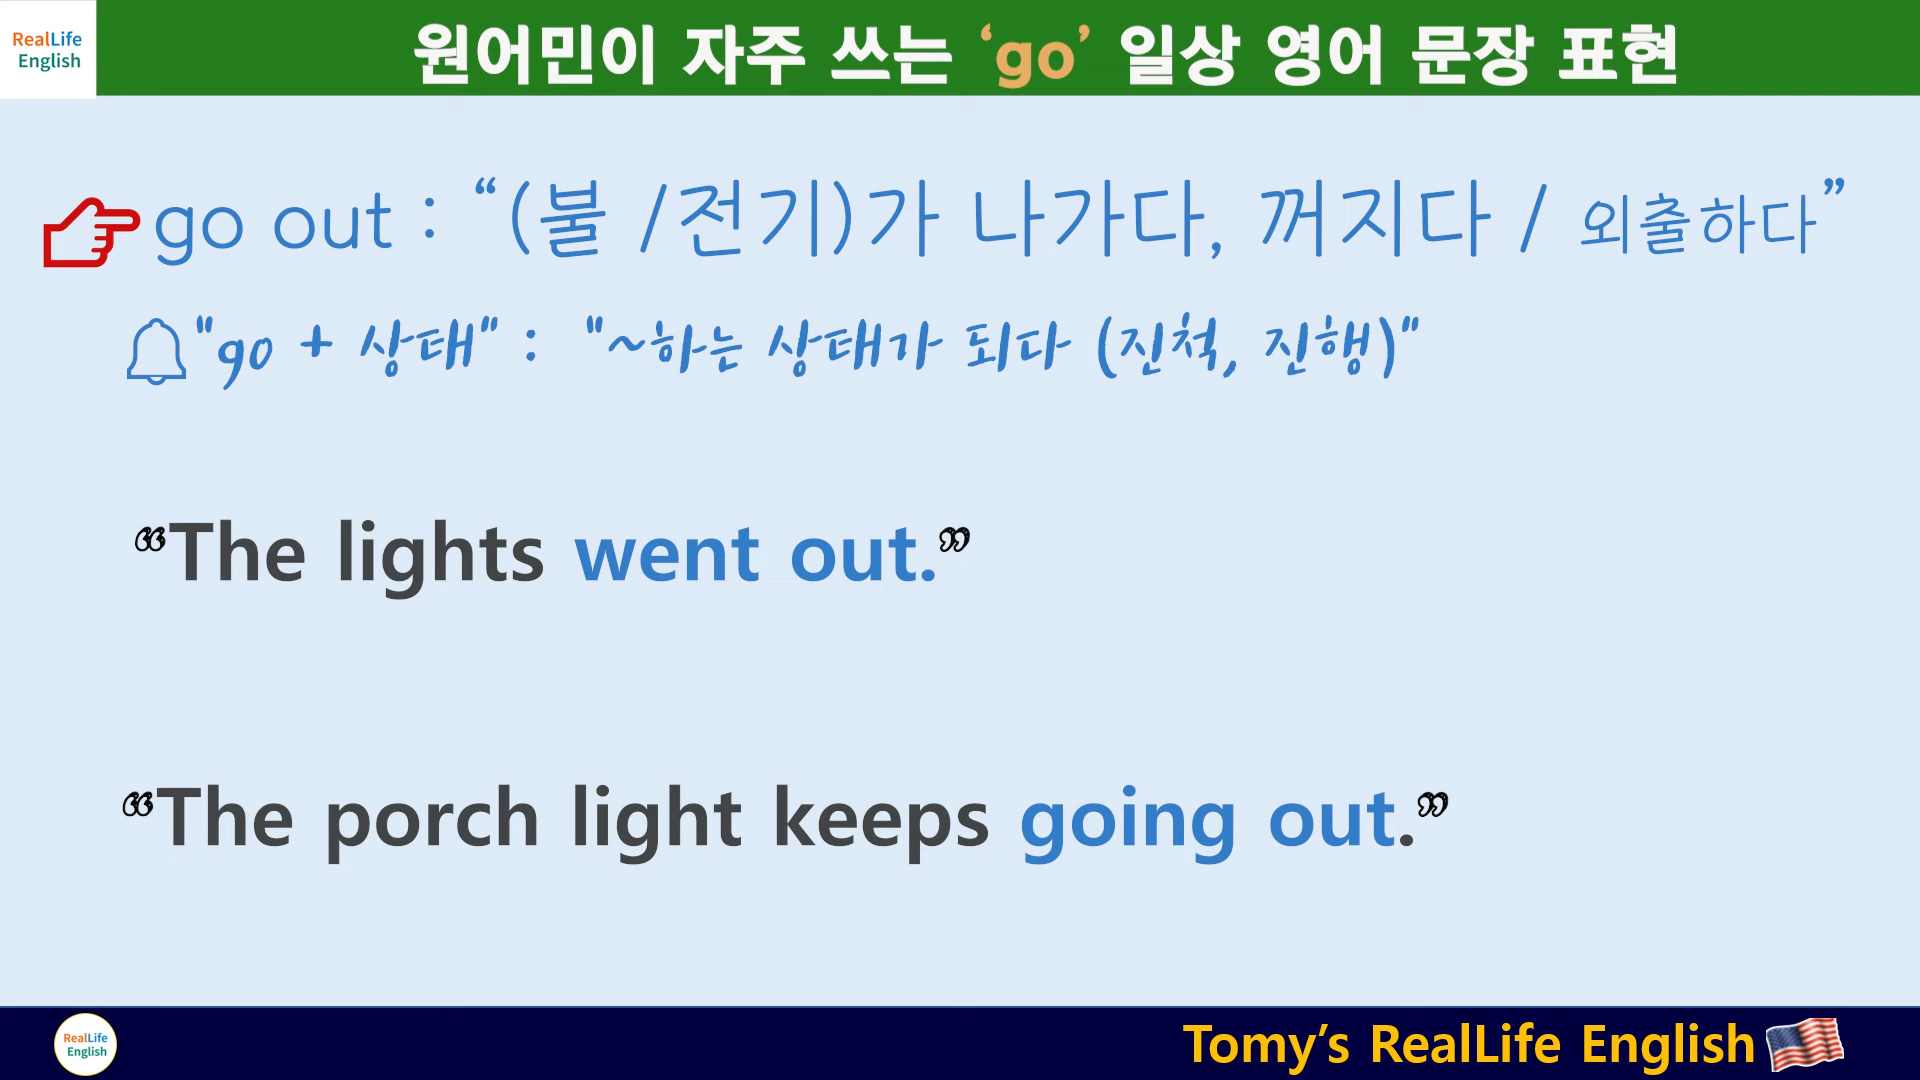 RealLife
English
원어민이 자주 쓰는 ‘go’ 일상 영어 문장 표현
go out : “(불 /전기)가 나가다, 꺼지다 / 외출하다”
"go + 상태" : "~하는 상태가 되다 (진척, 진행)"
“The lights went out.”
“The porch light keeps going out.”
RealLife
English
Tomy’s RealLife English